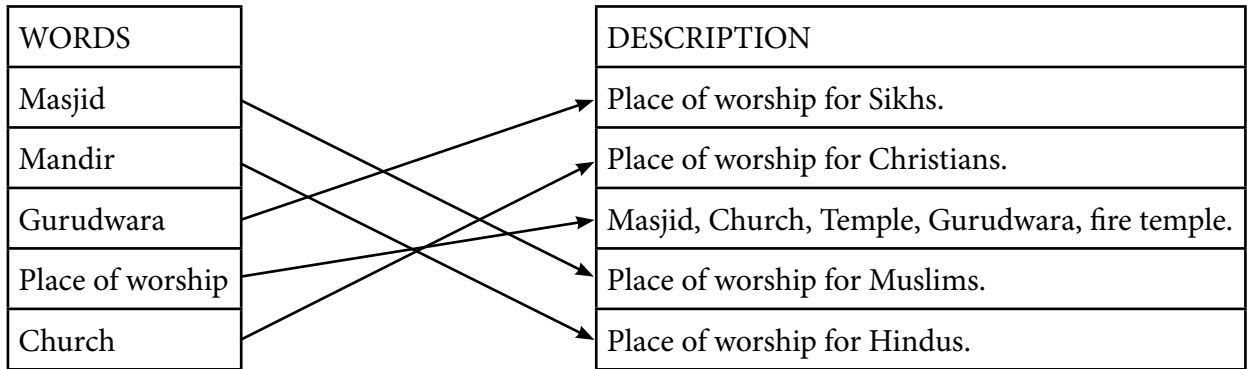 WORDS
Masjid
Mandir
Gurudwara
Place of worship
Church
DESCRIPTION
Place of worship for Sikhs.
Place of worship for Christians.
Masjid, Church, Temple, Gurudwara, fire temple.
Place of worship for Muslims.
Place of worship for Hindus.